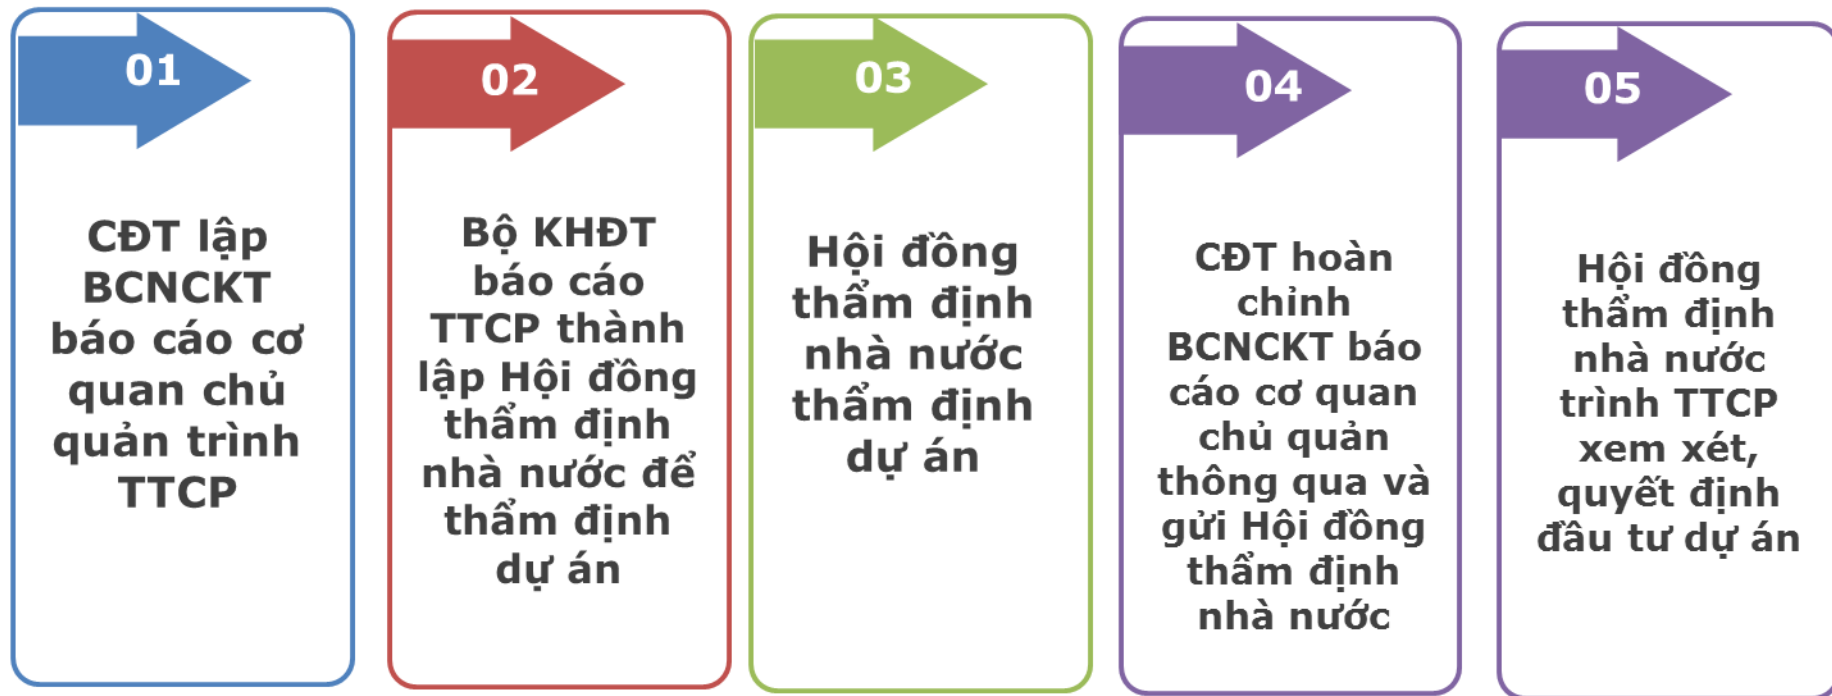 01
CĐT lập
BCNCKT
báo cáo cơ
quan chủ
quản trình
TTCP
02
Bộ KHĐT
báo cáo
TTCP thành
lập Hội đồng
thẩm định
nhà nước để
thẩm định
dự án
03
Hội đồng
thẩm định
nhà nước
thẩm định
dự án
04
CĐT hoàn
chỉnh
BCNCKT báo
cáo cơ quan
chủ quản
thông qua và
gửi Hội đồng
thẩm định
nhà nước
05
Hội đồng
thẩm định
nhà nước
trình TTCP
xem xét,
quyết định
đầu tư dự án